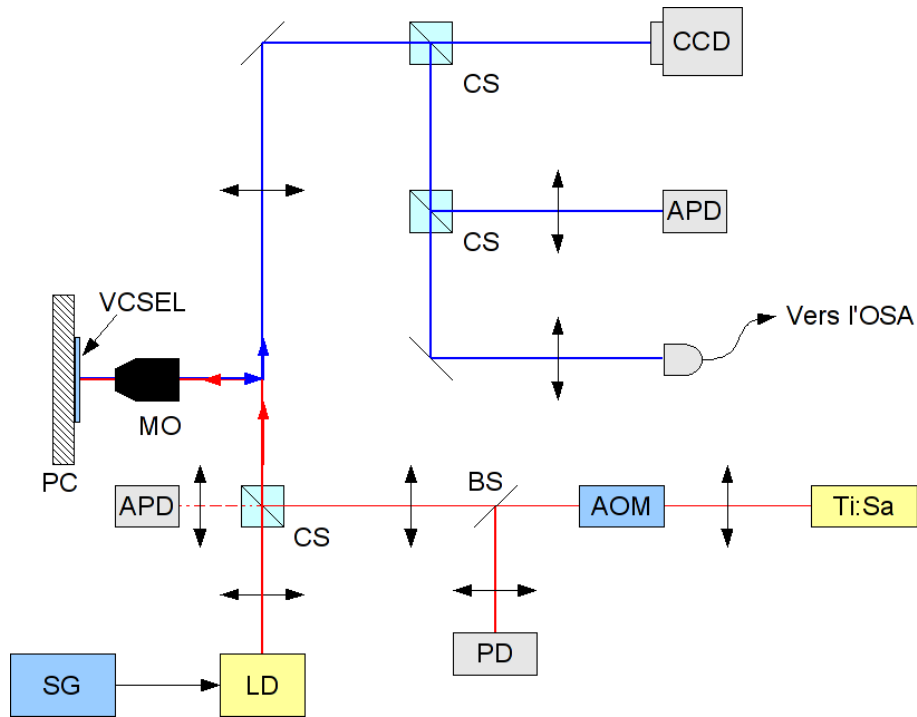 CCD
CS
APD
CS
VCSEL
Vers l'OSA
MO
PC
BS
APD
AOM
Ti:Sa
CS
PD
SG
LD